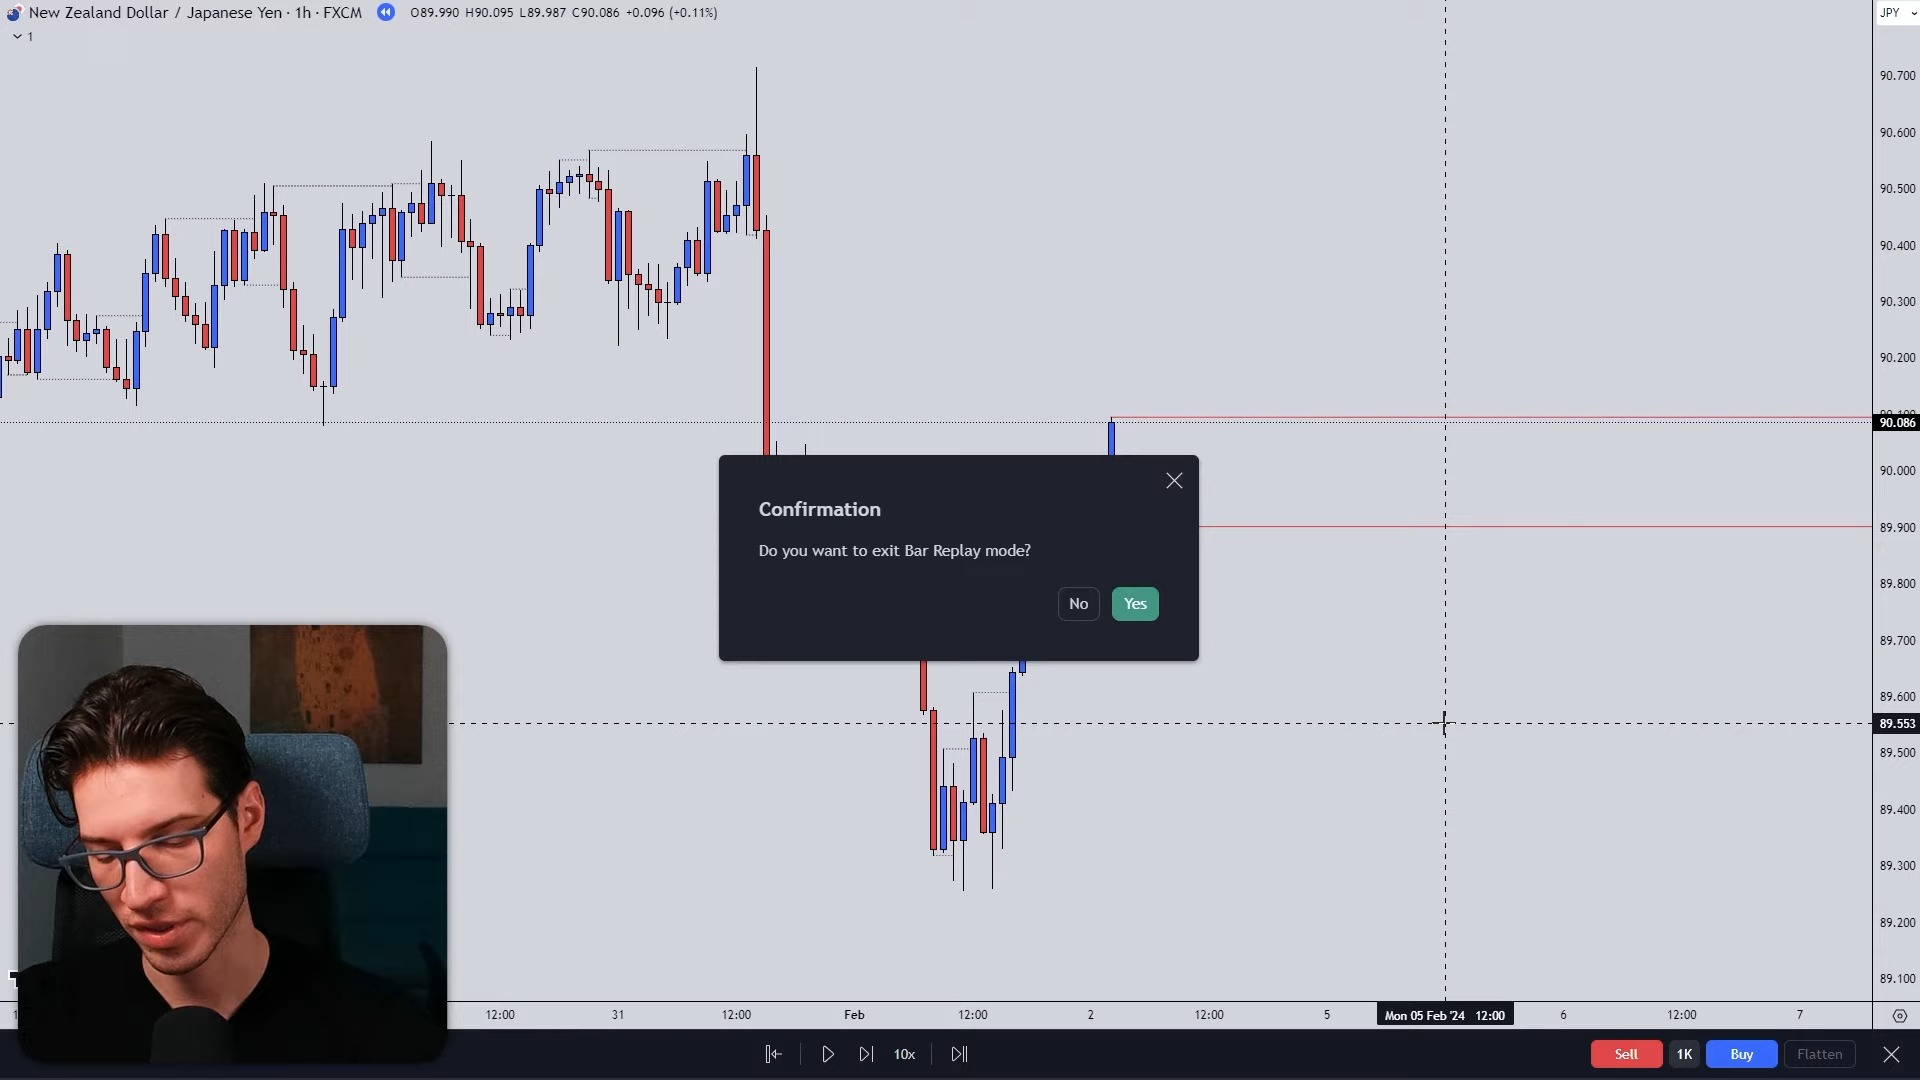 New Zealand Dollar / Japanese Yen · 1h · FXCM O89.990 H90.095 L89.987 C90.086 +0.096 (+0.11%)
JPY
1
90.700
90.600
90.500
90.400
90.300
90.200
90.086
90.000
89.900
89.800
89.700
89.600
89.553
89.500
89.400
89.300
89.200
89.100
Confirmation
Do you want to exit Bar Replay mode?
No Yes
12:00 31 12:00 Feb 12:00 2 12:00 5 Mon 05 Feb '24 12:00 6 12:00 7
10x
Sell 1K Buy Flatten